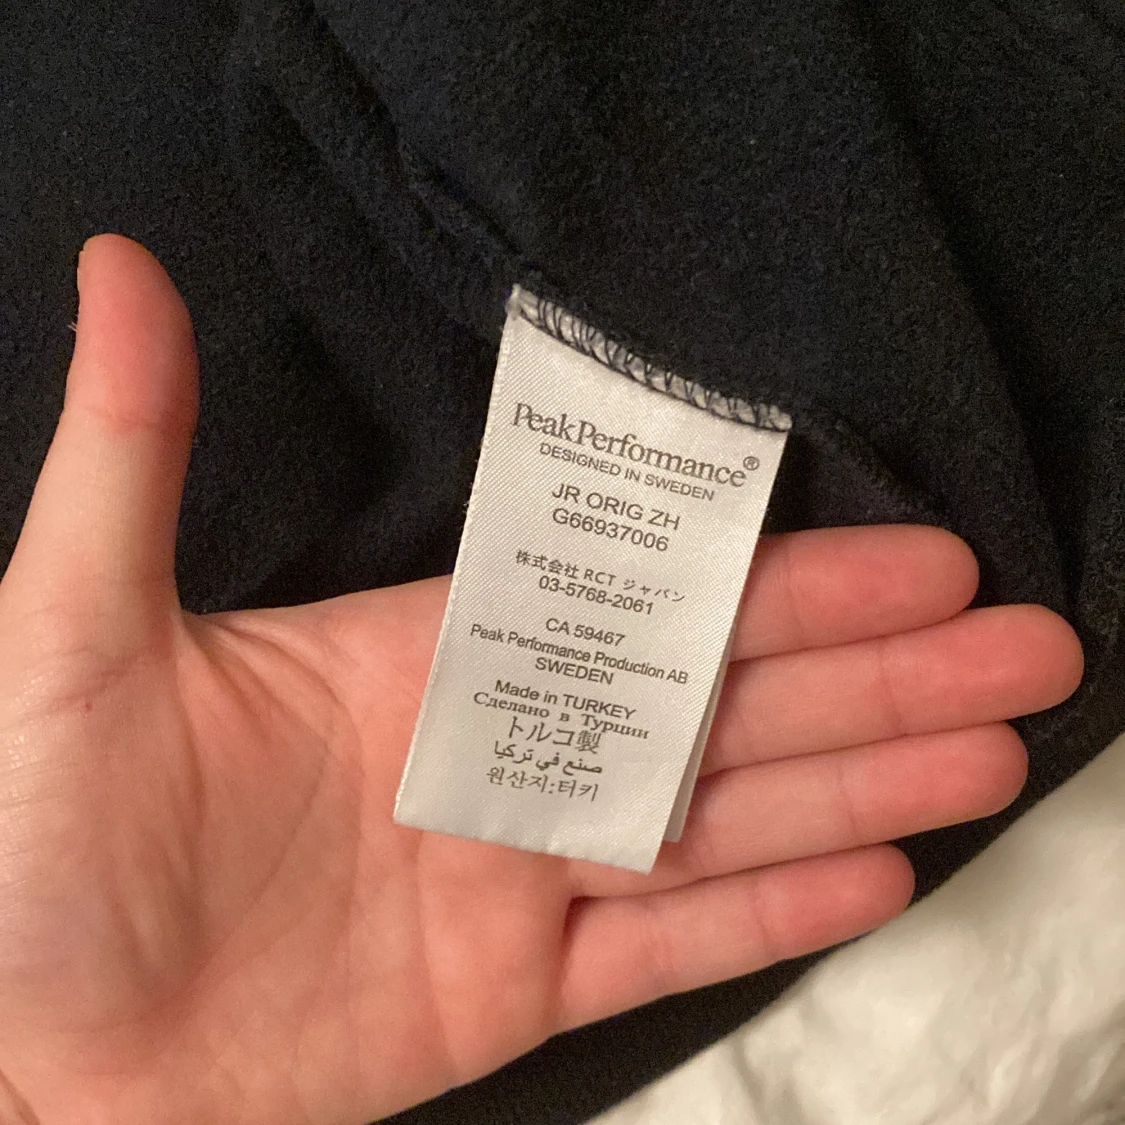 PeakPerformance®
DESIGNED IN SWEDEN
JR ORIG ZH
G66937006
株式会社 RCT ジャパン
03-5768-2061
CA 59467
Peak Performance Production AB
SWEDEN
Made in TURKEY
Сделано в Турции
トルコ製
صنع في تركيا
원산지:터키